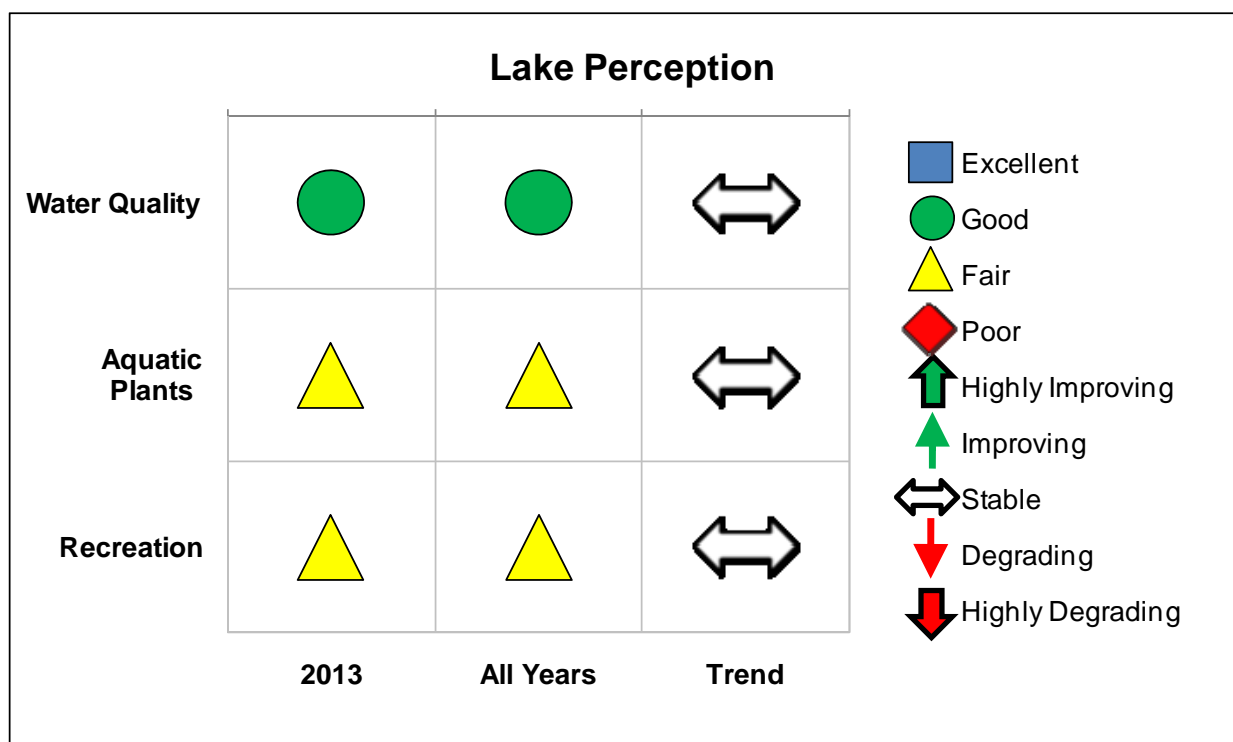 Lake Perception
Water Quality
Aquatic
Plants
Recreation
2013
All Years
Trend
Excellent
Good
Fair
Poor
Highly Improving
Improving
Stable
Degrading
Highly Degrading